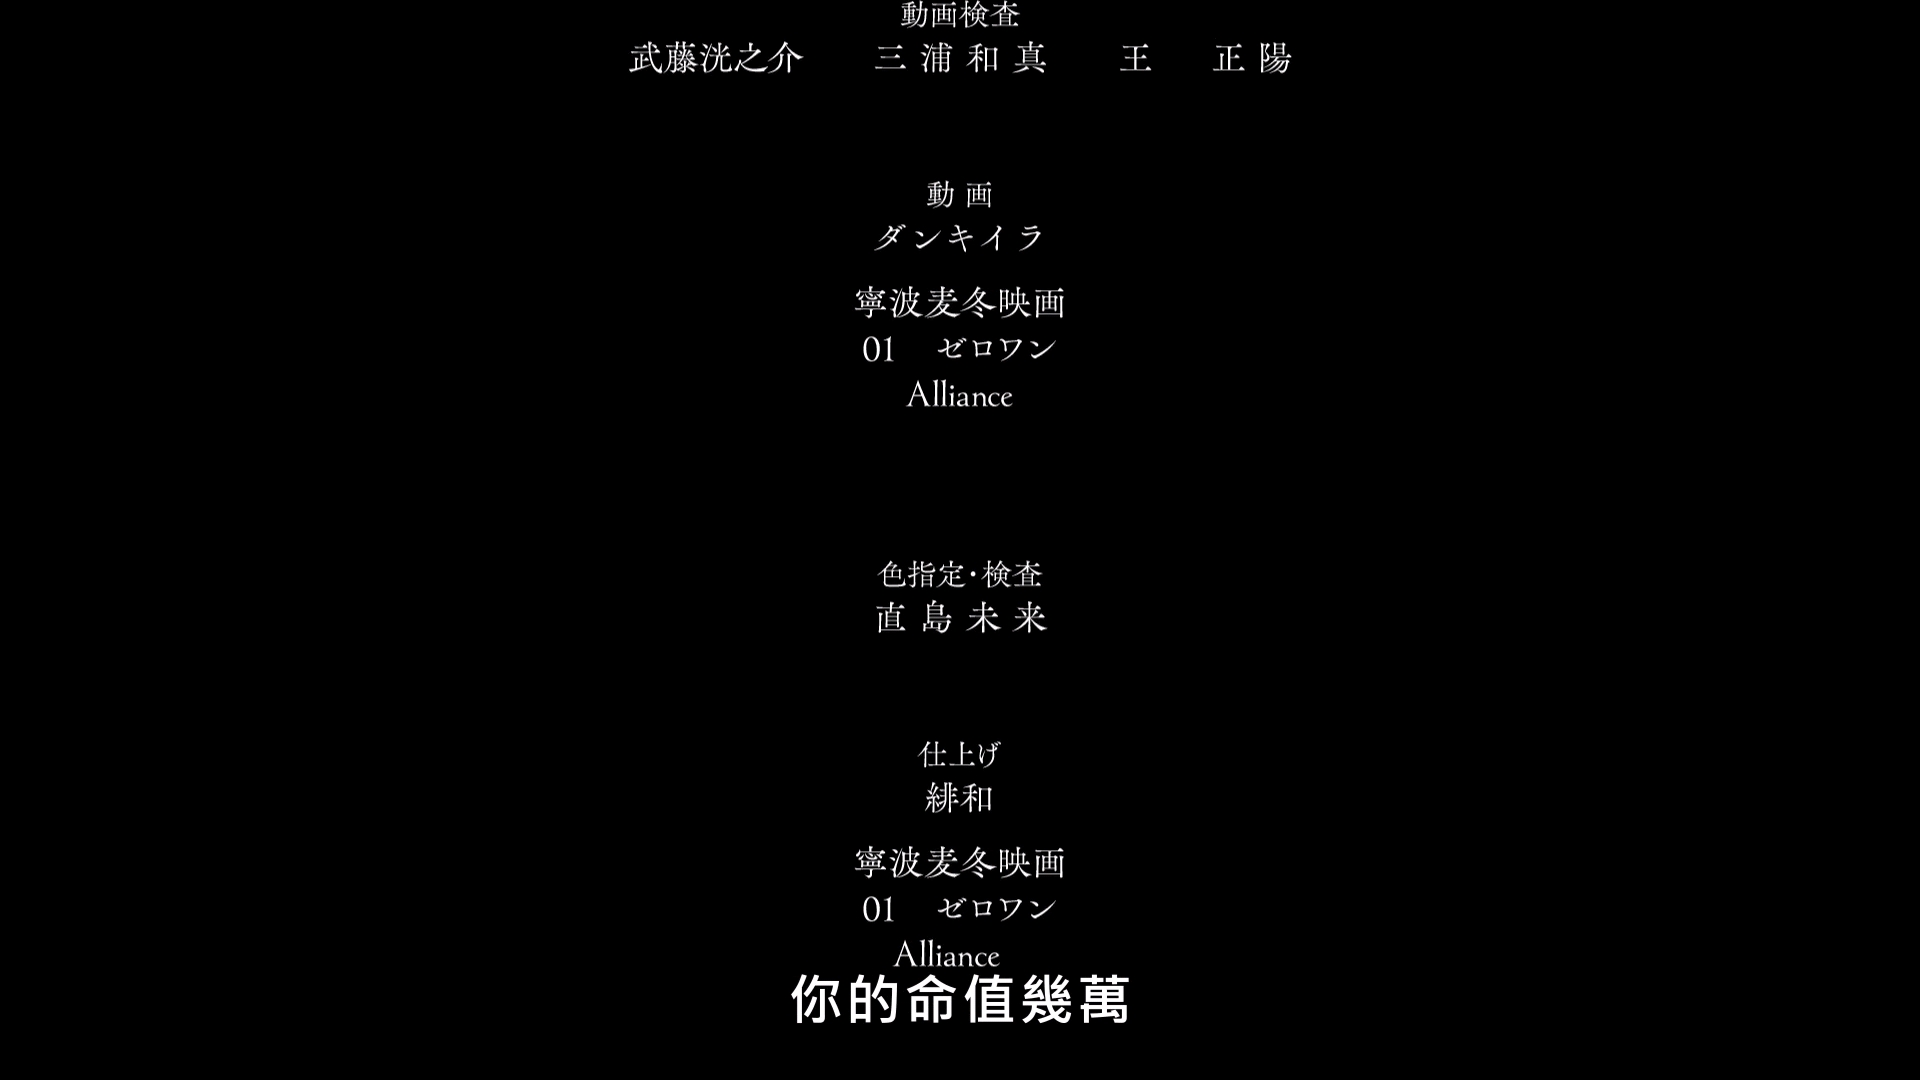 動画検査
武藤洸之介 三浦和真 王 正陽
動画
ダンキイラ
寧波麦冬映画
01 ゼロワン
Alliance
色指定・検査
直島未来
仕上げ
緋和
寧波麦冬映画
01 ゼロワン
Alliance
你的命值幾萬